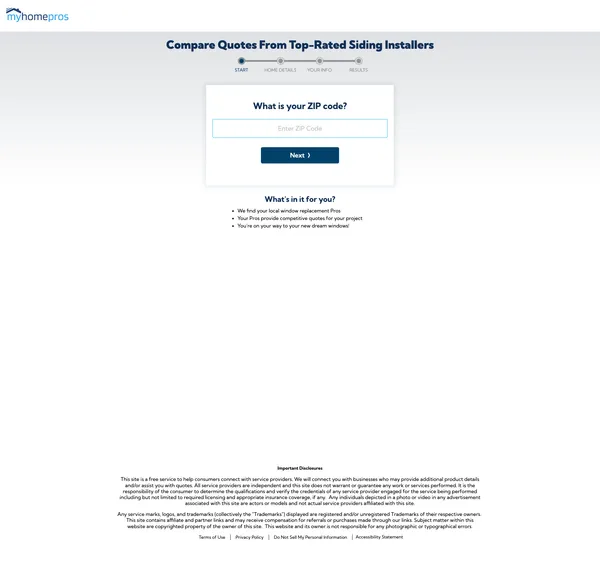 myhomepros
Compare Quotes From Top-Rated Siding Installers
START HOME DETAILS YOUR INFO RESULTS
What is your ZIP code?
Enter ZIP Code
Next ⟩
What's in it for you?
• We find your local window replacement Pros
• Your Pros provide competitive quotes for your project
• You're on your way to your new dream windows!
Important Disclosures
This site is a free service to help consumers connect with service providers. We will connect you with businesses who may provide additional product details
and/or assist you with quotes. All service providers are independent and this site does not warrant or guarantee any work or services performed. It is the
responsibility of the consumer to determine the qualifications and verify the credentials of any service provider engaged for the service being performed
including but not limited to required licensing and appropriate insurance coverage, if any. Any individuals depicted in a photo or video in any advertisement
associated with this site are actors or models and not actual service providers affiliated with this site.
Any service marks, logos, and trademarks (collectively the "Trademarks") displayed are registered and/or unregistered Trademarks of their respective owners.
This site contains affiliate and partner links and may receive compensation for referrals or purchases made through our links. Subject matter within this
website are copyrighted property of the owner of this site. This website and its owner is not responsible for any photographic or typographical errors
Terms of Use | Privacy Policy | Do Not Sell My Personal Information | Accessibility Statement